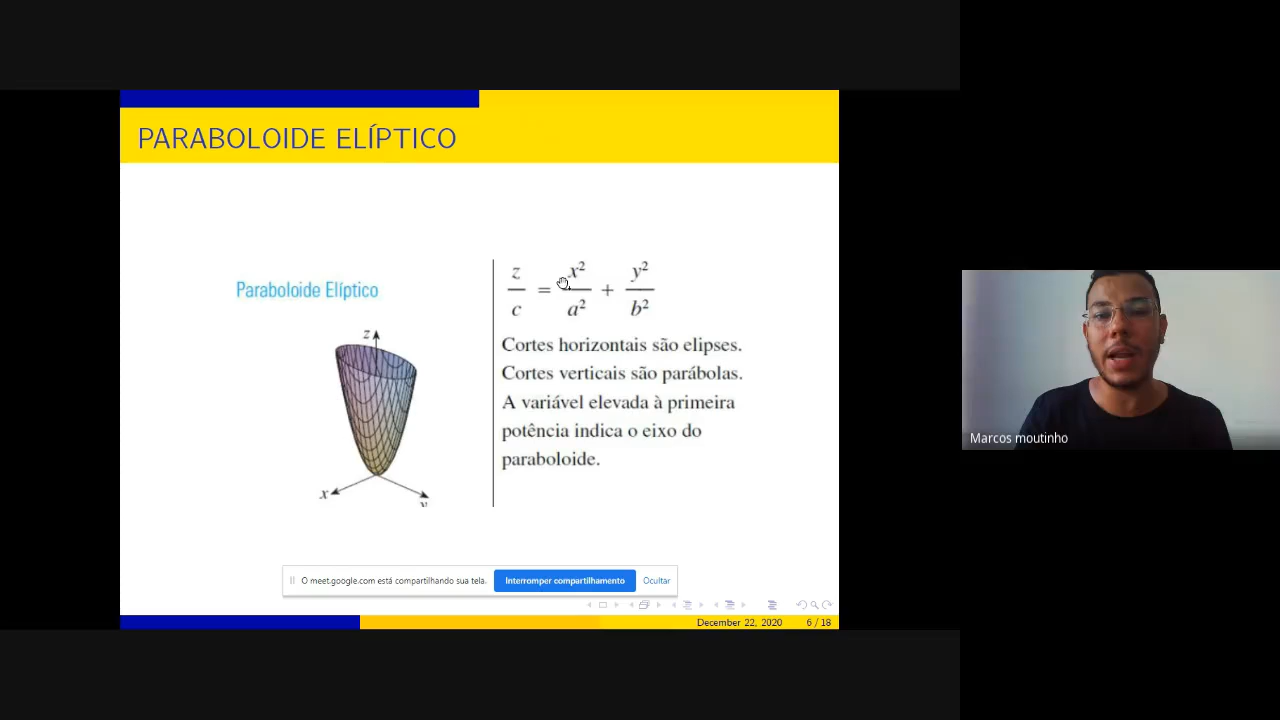 PARABOLOIDE ELÍPTICO
Paraboloide Elíptico
z
x
y
z/c = x²/a² + y²/b²
Cortes horizontais são elipses.
Cortes verticais são parábolas.
A variável elevada à primeira
potência indica o eixo do
paraboloide.
Marcos moutinho
O meet.google.com está compartilhando sua tela. Interromper compartilhamento Ocultar
December 22, 2020 6 / 18